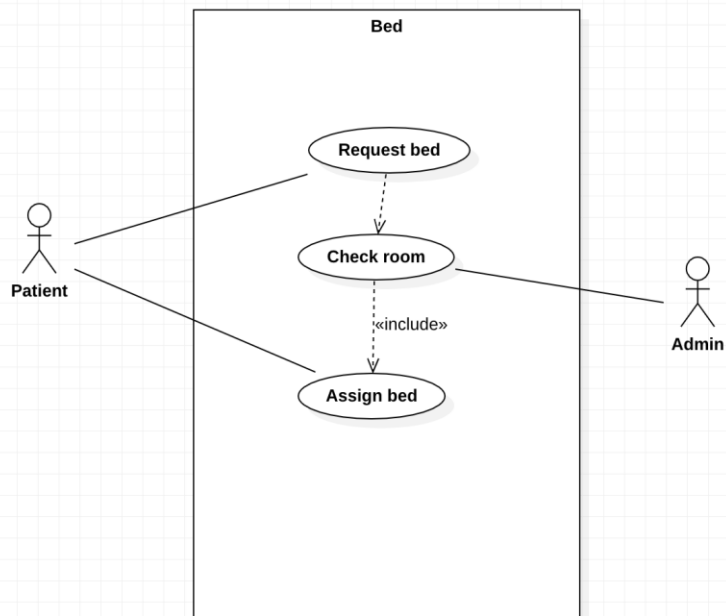 Bed
Request bed
Check room
Patient
Admin
«include»
Assign bed